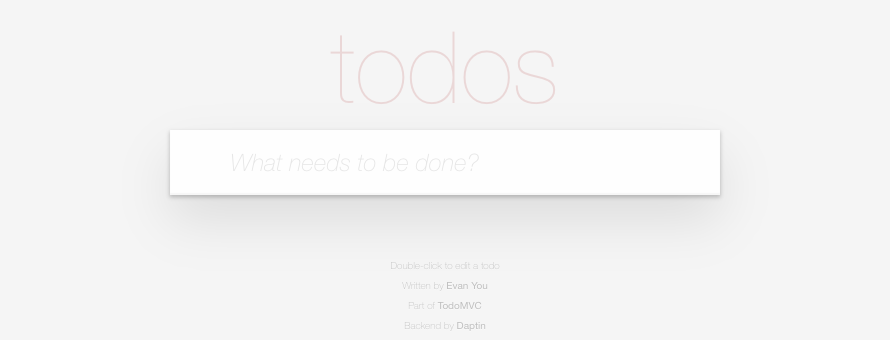 todos
What needs to be done?
Double-click to edit a todo
Written by Evan You
Part of TodoMVC
Backend by Daptin